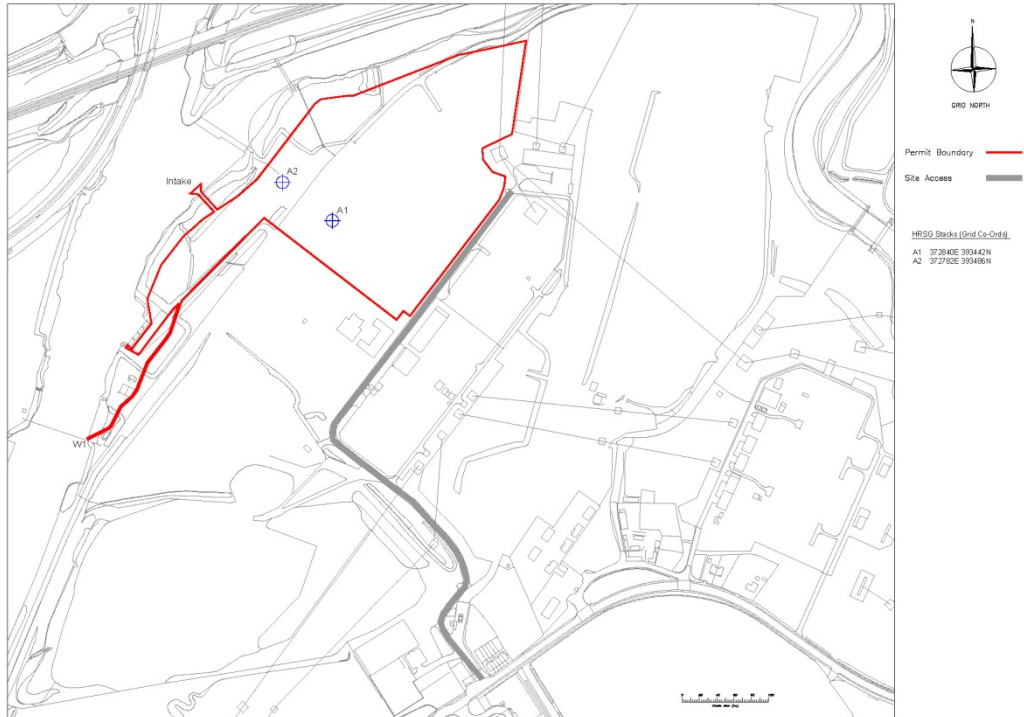 N
GRID NORTH
Permit Boundary
Site Access
HRSG Stacks (Grid Co-Ords)
A1 372840E 393442N
A2 372782E 393486N
A2
Intake
A1
W1